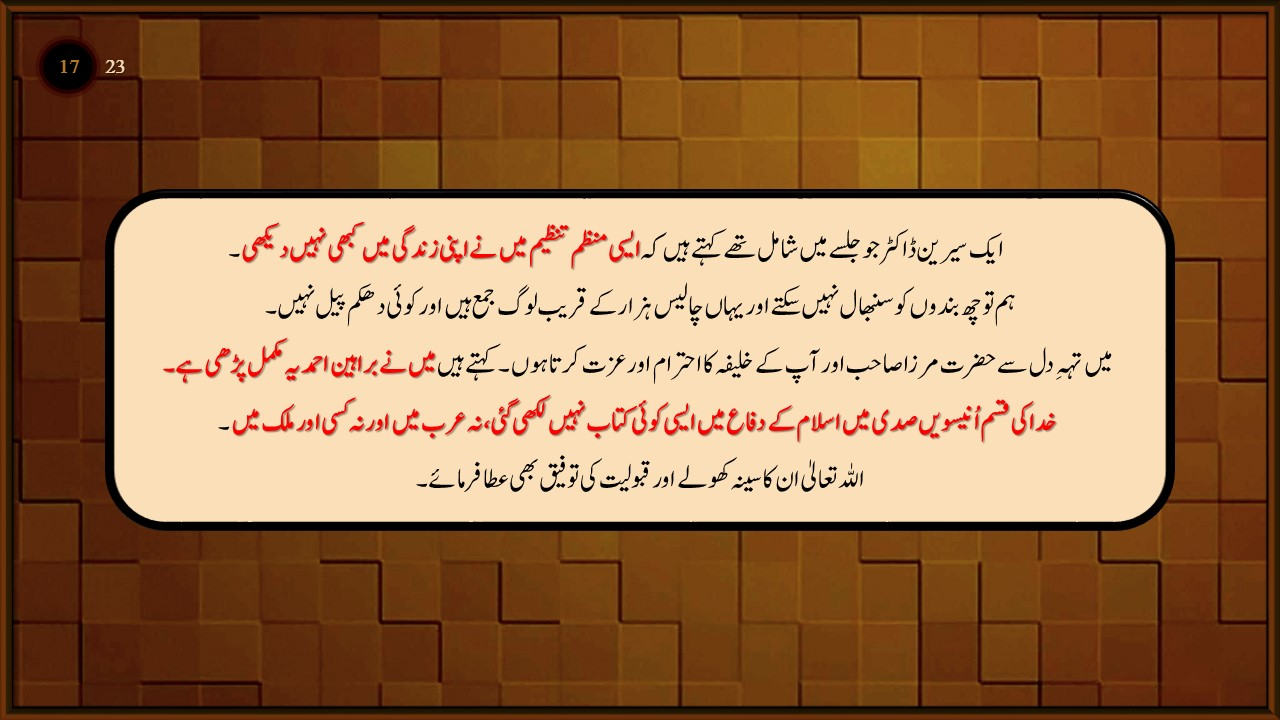 17 23
ایک سیرین ڈاکٹر جو جلسے میں شامل تھے کہتے ہیں کہ ایسی منظم تنظیم میں نے اپنی زندگی میں کبھی نہیں دیکھی۔
ہم تو چھ بندوں کو سنبھال نہیں سکتے اور یہاں چالیس ہزار کے قریب لوگ جمع ہیں اور کوئی دھکم پیل نہیں۔
میں تہہِ دل سے حضرت مرزا صاحب اور آپ کے خلیفہ کا احترام اور عزت کرتا ہوں۔ کہتے ہیں میں نے براہین احمدیہ مکمل پڑھی ہے۔
خدا کی قسم اُنیسویں صدی میں اسلام کے دفاع میں ایسی کوئی کتاب نہیں لکھی گئی، نہ عرب میں اور نہ کسی اور ملک میں۔
اللہ تعالیٰ ان کا سینہ کھولے اور قبولیت کی توفیق بھی عطا فرمائے۔